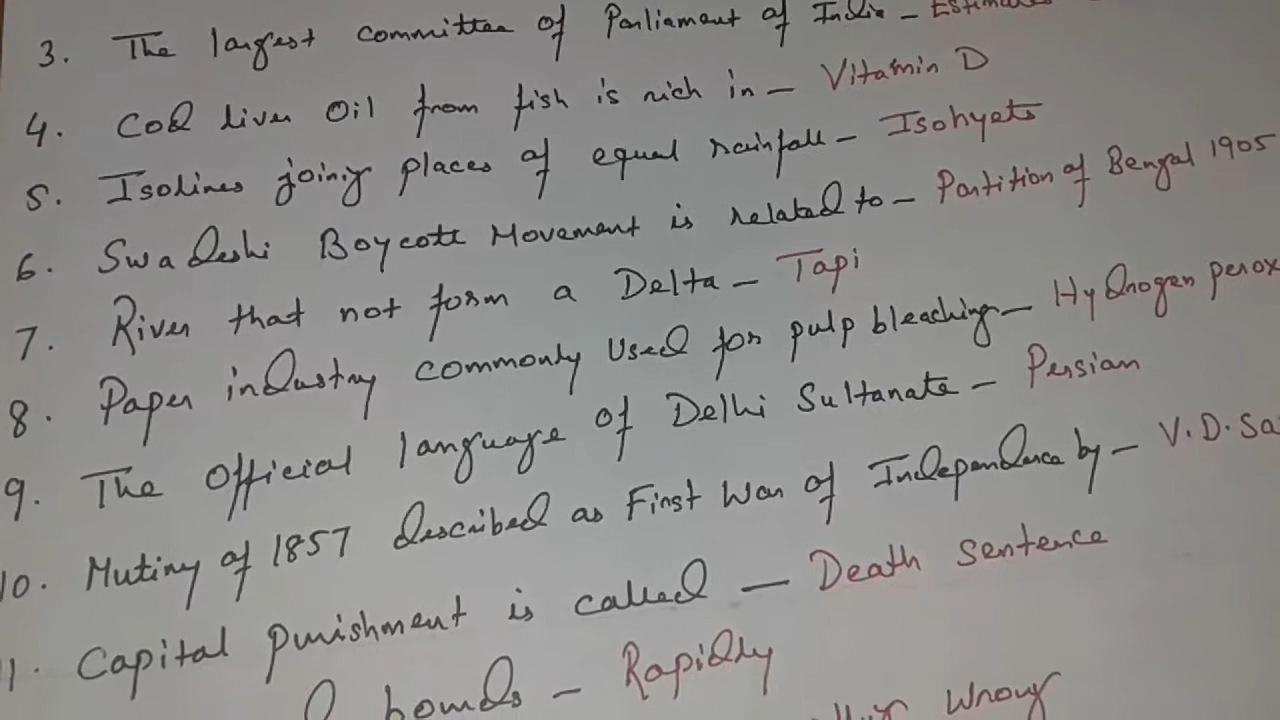 3. The largest committee of Parliament of India - Estimates
4. Cod liver Oil from fish is rich in - Vitamin D
5. Isolines joinig places of equal rainfall - Isohyets
6. Swadeshi Boycott Movement is related to - Partition of Bengal 1905
7. River that not form a Delta - Tapi
8. Paper industry commonly used for pulp bleaching - Hydrogen perox
9. The Official language of Delhi Sultanate - Persian
10. Mutiny of 1857 described as First War of Independence by - V.D.Sa
11. Capital punishment is called - Death sentence
bonds - Rapidly
wrong